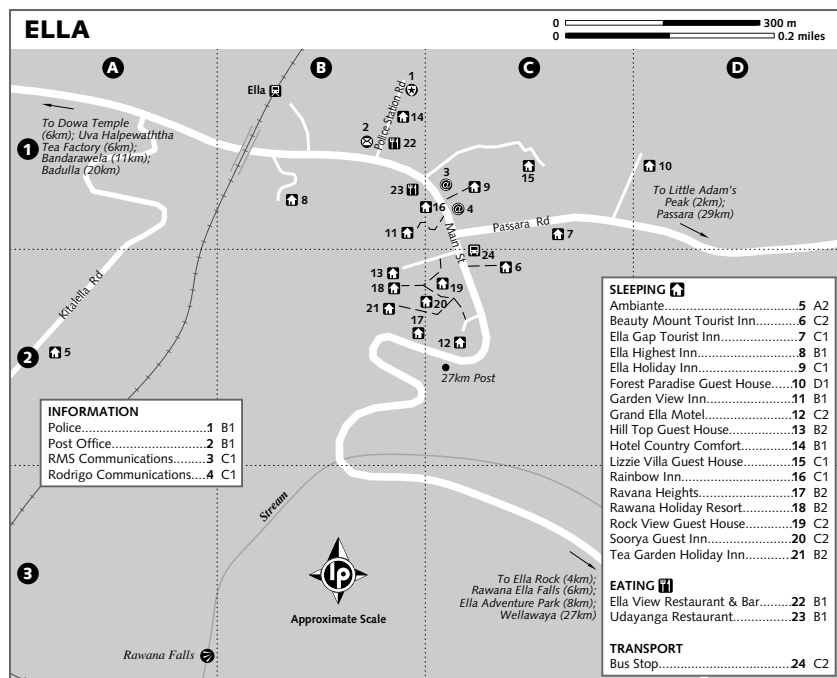 ELLA
0 300 m
0 0.2 miles
A
B
C
D
1
2
3
To Dowa Temple
(6km); Uva Halpewaththa
Tea Factory (6km);
Bandarawela (11km);
Badulla (20km)
Ella
Police Station Rd
1
14
2
22
3
9
23
16
4
15
10
To Little Adam's
Peak (2km);
Passara (29km)
8
11
Passara Rd
7
Main St
24
6
13
18
19
21
20
17
12
27km Post
Kitalella Rd
5
INFORMATION
Police 1 B1
Post Office 2 B1
RMS Communications 3 C1
Rodrigo Communications 4 C1
Stream
lp
Approximate Scale
Rawana Falls
To Ella Rock (4km);
Rawana Ella Falls (6km);
Ella Adventure Park (8km);
Wellawaya (27km)
SLEEPING
Ambiante 5 A2
Beauty Mount Tourist Inn 6 C2
Ella Gap Tourist Inn 7 C1
Ella Highest Inn 8 B1
Ella Holiday Inn 9 C1
Forest Paradise Guest House 10 D1
Garden View Inn 11 B1
Grand Ella Motel 12 C2
Hill Top Guest House 13 B2
Hotel Country Comfort 14 B1
Lizzie Villa Guest House 15 C1
Rainbow Inn 16 C1
Ravana Heights 17 B2
Rawana Holiday Resort 18 B2
Rock View Guest House 19 C2
Soorya Guest Inn 20 C2
Tea Garden Holiday Inn 21 B2
EATING
Ella View Restaurant & Bar 22 B1
Udayanga Restaurant 23 B1
TRANSPORT
Bus Stop 24 C2